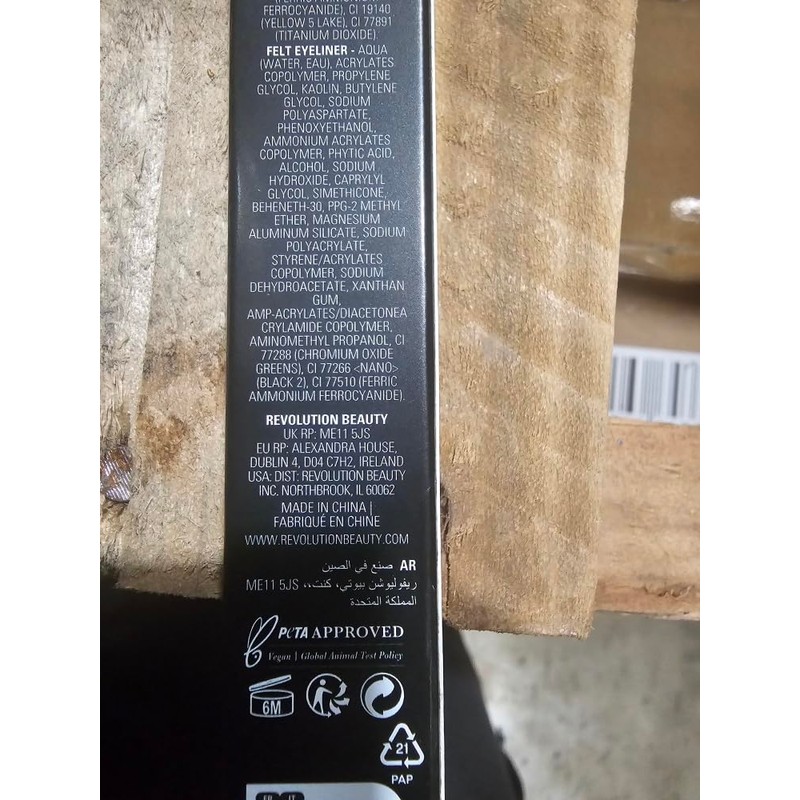 FERROCYANIDE), CI 19140
(YELLOW 5 LAKE), CI 77891
(TITANIUM DIOXIDE).
FELT EYELINER - AQUA
(WATER, EAU), ACRYLATES
COPOLYMER, PROPYLENE
GLYCOL, KAOLIN, BUTYLENE
GLYCOL, SODIUM
POLYASPARTATE,
PHENOXYETHANOL,
AMMONIUM ACRYLATES
COPOLYMER, PHYTIC ACID,
ALCOHOL, SODIUM
HYDROXIDE, CAPRYLYL
GLYCOL, SIMETHICONE,
BEHENETH-30, PPG-2 METHYL
ETHER, MAGNESIUM
ALUMINUM SILICATE, SODIUM
POLYACRYLATE,
STYRENE/ACRYLATES
COPOLYMER, SODIUM
DEHYDROACETATE, XANTHAN
GUM,
AMP-ACRYLATES/DIACETONEA
CRYLAMIDE COPOLYMER,
AMINOMETHYL PROPANOL, CI
77288 (CHROMIUM OXIDE
GREENS), CI 77266 <NANO>
(BLACK 2), CI 77510 (FERRIC
AMMONIUM FERROCYANIDE).
REVOLUTION BEAUTY
UK RP: ME11 5JS
EU RP: ALEXANDRA HOUSE,
DUBLIN 4, D04 C7H2, IRELAND
USA: DIST: REVOLUTION BEAUTY
INC. NORTHBROOK, IL 60062
MADE IN CHINA |
FABRIQUÉ EN CHINE
WWW.REVOLUTIONBEAUTY.COM
AR صنع في الصين
ريفوليوشن بيوتي، كنت،، ME11 5JS
المملكة المتحدة
PETA APPROVED
Vegan | Global Animal Test Policy
6M
21
PAP
FR IT